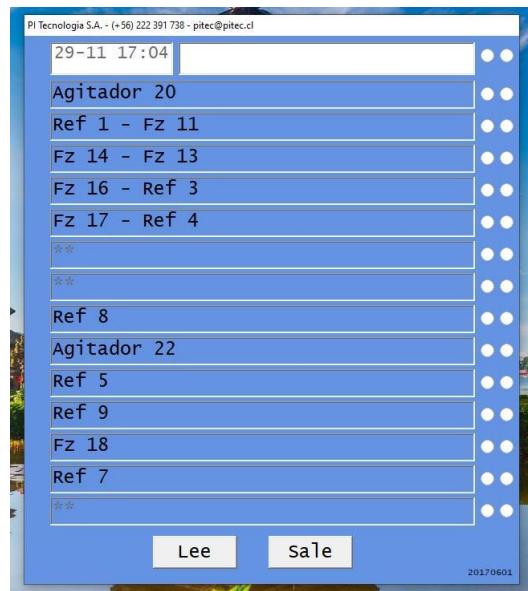 PI Tecnologia S.A. - (+56) 222 391 738 - pitec@pitec.cl
29-11 17:04
Agitador 20
Ref 1 - Fz 11
Fz 14 - Fz 13
Fz 16 - Ref 3
Fz 17 - Ref 4
**
**
Ref 8
Agitador 22
Ref 5
Ref 9
Fz 18
Ref 7
**
Lee Sale
20170601